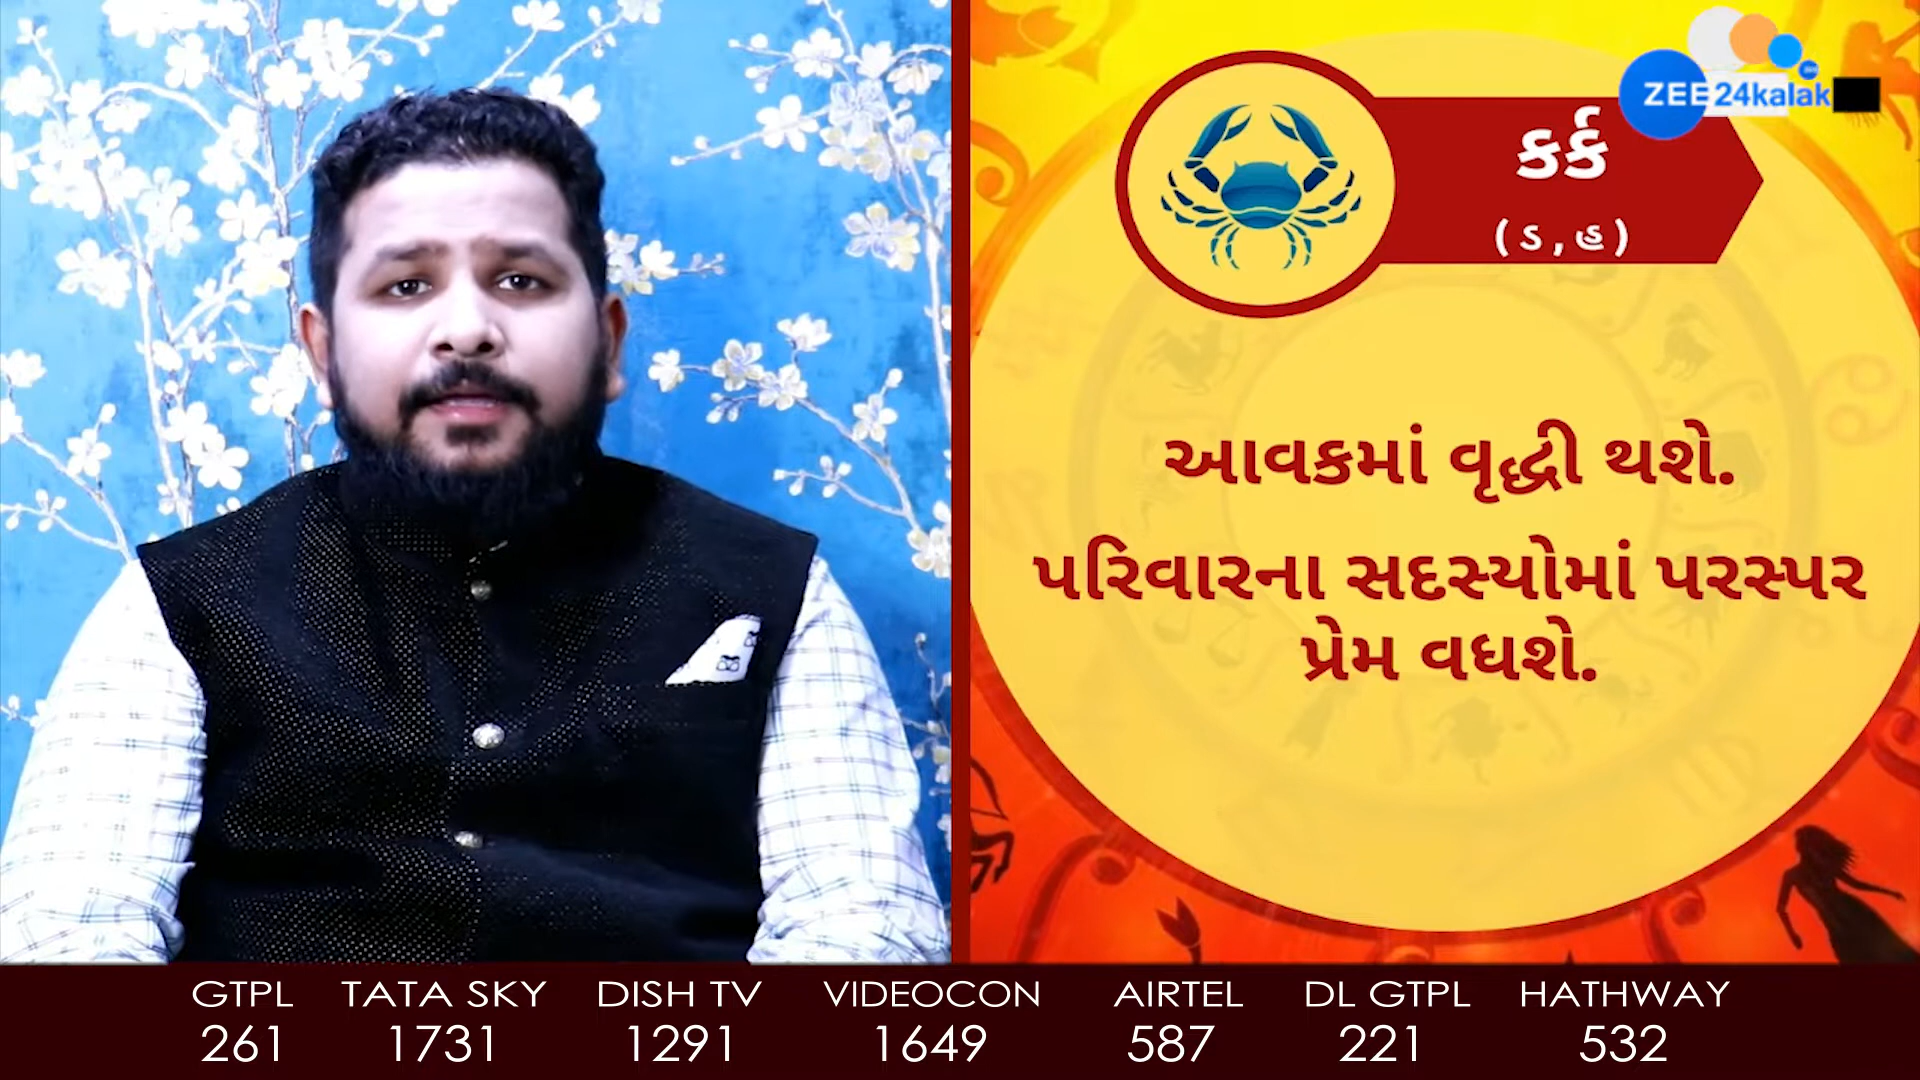 ZEE 24kalak
કર્ક
( ડ , હ )
આવકમાં વૃદ્ધી થશે.
પરિવારના સદસ્યોમાં પરસ્પર
પ્રેમ વધશે.
GTPL TATA SKY DISH TV VIDEOCON AIRTEL DL GTPL HATHWAY
261 1731 1291 1649 587 221 532